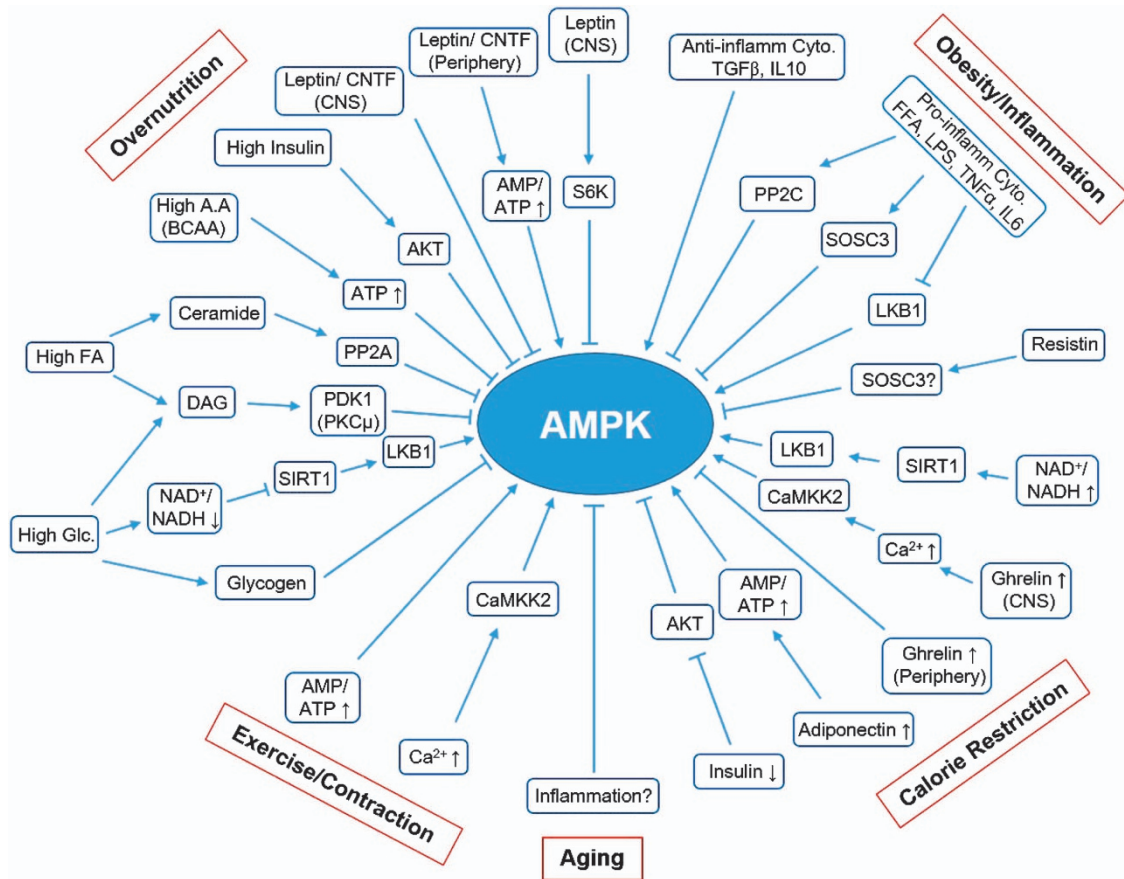 Overnutrition
Leptin/ CNTF
(CNS)
Leptin/ CNTF
(Periphery)
Leptin
(CNS)
Anti-inflamm Cyto.
TGFβ, IL10
Obesity/Inflammation
Pro-inflamm Cyto.
FFA, LPS, TNFα, IL6
High Insulin
High A.A
(BCAA)
AMP/
ATP ↑
S6K
PP2C
SOSC3
AKT
ATP ↑
LKB1
Ceramide
High FA
PP2A
Resistin
SOSC3?
DAG
PDK1
(PKCμ)
AMPK
LKB1
SIRT1
NAD⁺/
NADH ↓
High Glc.
Glycogen
LKB1
SIRT1
NAD⁺/
NADH ↑
CaMKK2
Ca²⁺ ↑
Ghrelin ↑
(CNS)
CaMKK2
AKT
AMP/
ATP ↑
Ghrelin ↑
(Periphery)
AMP/
ATP ↑
Ca²⁺ ↑
Exercise/Contraction
Inflammation?
Aging
Insulin ↓
Adiponectin ↑
Calorie Restriction